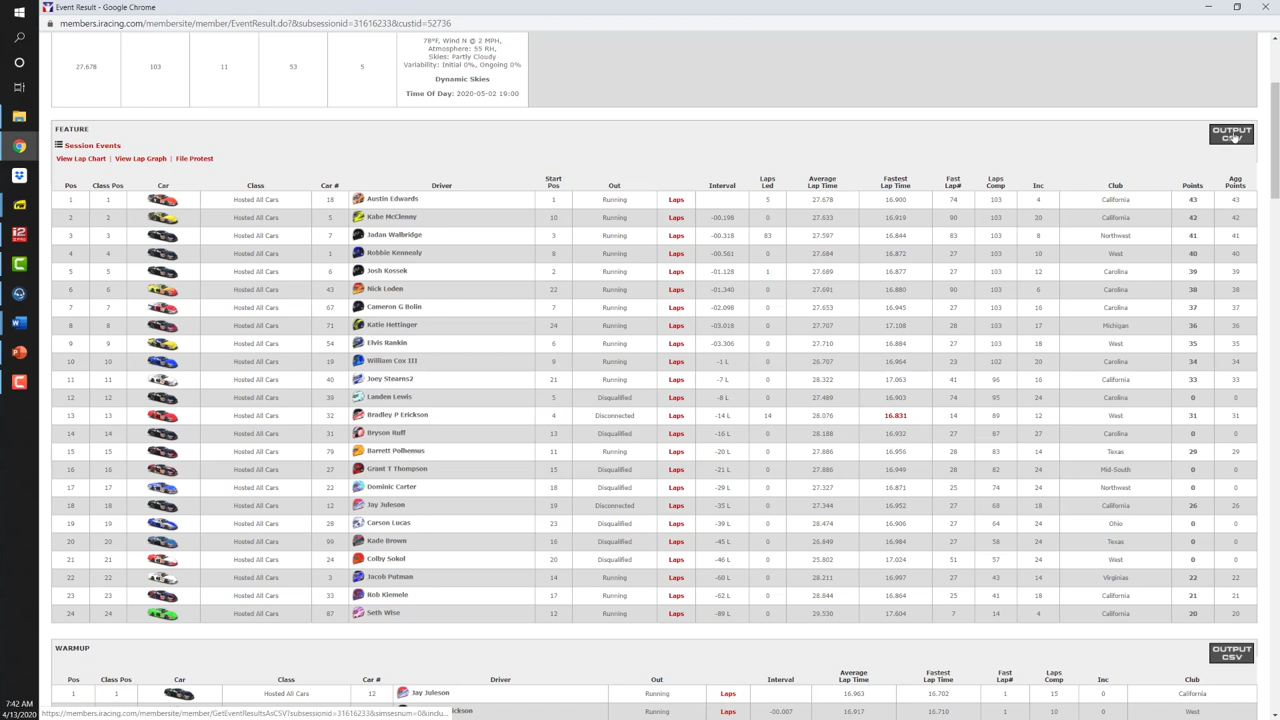 Event Result - Google Chrome
members.iracing.com/membersite/member/EventResult.do?&subsessionid=31616233&custid=52736
27.678 103 11 53 5
78°F, Wind N @ 2 MPH,
Atmosphere: 55 RH,
Skies: Partly Cloudy
Variability: Initial 0%, Ongoing 0%
Dynamic Skies
Time Of Day: 2020-05-02 19:00
FEATURE
OUTPUT CSV
Session Events
View Lap Chart View Lap Graph File Protest
Pos Class Pos Car Class Car # Driver Start Pos Out Interval Laps Led Average Lap Time Fastest Lap Time Fast Lap# Laps Comp Inc Club Points Agg Points
1 1 Hosted All Cars 18 Austin Edwards 1 Running Laps 5 27.678 16.900 74 103 4 California 43 43
2 2 Hosted All Cars 5 Kabe McClenny 7 Running Laps -00.198 0 27.633 16.919 90 103 20 California 42 42
3 3 Hosted All Cars 7 Jadan Walbridge 3 Running Laps -00.318 83 27.597 16.844 83 103 8 Northwest 41 41
4 4 Hosted All Cars 1 Robbie Kennealy 8 Running Laps -00.561 0 27.684 16.872 27 103 10 West 40 40
5 5 Hosted All Cars 6 Josh Kossek 2 Running Laps -01.128 1 27.689 16.877 27 103 12 Carolina 39 39
6 6 Hosted All Cars 43 Nick Loden 22 Running Laps -01.340 0 27.691 16.880 90 103 6 Carolina 38 38
7 7 Hosted All Cars 67 Cameron G Bolin 7 Running Laps -02.098 0 27.653 16.945 27 103 16 Carolina 37 37
8 8 Hosted All Cars 71 Katie Hettinger 24 Running Laps -03.018 0 27.707 17.108 28 103 17 Michigan 36 36
9 9 Hosted All Cars 54 Elvis Rankin 6 Running Laps -03.306 0 27.710 16.884 27 103 18 West 35 35
10 10 Hosted All Cars 19 William Cox III 9 Running Laps -1 L 0 26.707 16.964 23 102 20 Carolina 34 34
11 11 Hosted All Cars 40 Joey Stearns2 21 Running Laps -7 L 0 28.322 17.063 41 96 16 California 33 33
12 12 Hosted All Cars 39 Landen Lewis 5 Disqualified Laps -8 L 0 27.489 16.903 74 95 24 Carolina 0 0
13 13 Hosted All Cars 32 Bradley P Erickson 4 Disconnected Laps -14 L 14 28.076 16.831 14 89 12 West 31 31
14 14 Hosted All Cars 31 Bryson Ruff 13 Disqualified Laps -16 L 0 28.188 16.932 27 87 27 Carolina 0 0
15 15 Hosted All Cars 79 Barrett Polhemus 11 Running Laps -20 L 0 27.886 16.956 28 83 14 Texas 29 29
16 16 Hosted All Cars 27 Grant T Thompson 15 Disqualified Laps -21 L 0 27.886 16.949 28 82 24 Mid-South 0 0
17 17 Hosted All Cars 22 Dominic Carter 18 Disqualified Laps -29 L 0 27.327 16.871 25 74 24 Northwest 0 0
18 18 Hosted All Cars 12 Jay Juleson 19 Disconnected Laps -35 L 0 27.344 16.952 27 68 18 California 26 26
19 19 Hosted All Cars 28 Carson Lucas 23 Disqualified Laps -39 L 0 28.474 16.906 27 64 24 Ohio 0 0
20 20 Hosted All Cars 99 Kade Brown 16 Disqualified Laps -45 L 0 26.849 16.984 27 58 24 Texas 0 0
21 21 Hosted All Cars 24 Colby Sokol 20 Disqualified Laps -46 L 0 25.802 17.024 51 57 24 West 0 0
22 22 Hosted All Cars 3 Jacob Putman 14 Running Laps -60 L 0 28.211 16.997 27 43 14 Virginias 22 22
23 23 Hosted All Cars 33 Rob Kiemele 17 Running Laps -62 L 0 28.844 16.864 25 41 18 California 21 21
24 24 Hosted All Cars 87 Seth Wise 12 Running Laps -89 L 0 29.530 17.604 7 14 4 California 20 20
WARMUP
OUTPUT CSV
Pos Class Pos Car Class Car # Driver Out Interval Average Lap Time Fastest Lap Time Fast Lap# Laps Comp Inc Club
1 1 Hosted All Cars 12 Jay Juleson Running Laps 16.963 16.702 1 15 0 California
Running Laps -00.007 16.917 16.710 1 11 0 West
https://members.iracing.com/membersite/member/GetEventResultsAsCSV?subsessionid=31616233&simsesnum=0&inclu...
7:42 AM
4/13/2020